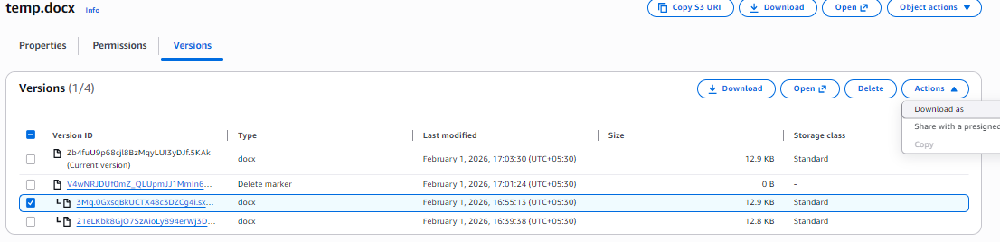 temp.docx Info
Copy S3 URI Download Open Object actions
Properties Permissions Versions
Versions (1/4)
Download Open Delete Actions
Download as
Share with a presigned
Copy
Version ID Type Last modified Size Storage class
Zb4fuU9p68cjl8BzMqyLUI3yDJf.5KAk
(Current version) docx February 1, 2026, 17:03:30 (UTC+05:30) 12.9 KB Standard
V4wNRJDUf0mZ_QLUpmJJ1MmIn6... Delete marker February 1, 2026, 17:01:24 (UTC+05:30) 0 B -
3Mq.0GxsqBkUCTX48c3DZCg4i.sx... docx February 1, 2026, 16:55:13 (UTC+05:30) 12.9 KB Standard
21eLKbk8GjO7SzAioLy894erWj3D... docx February 1, 2026, 16:39:38 (UTC+05:30) 12.8 KB Standard